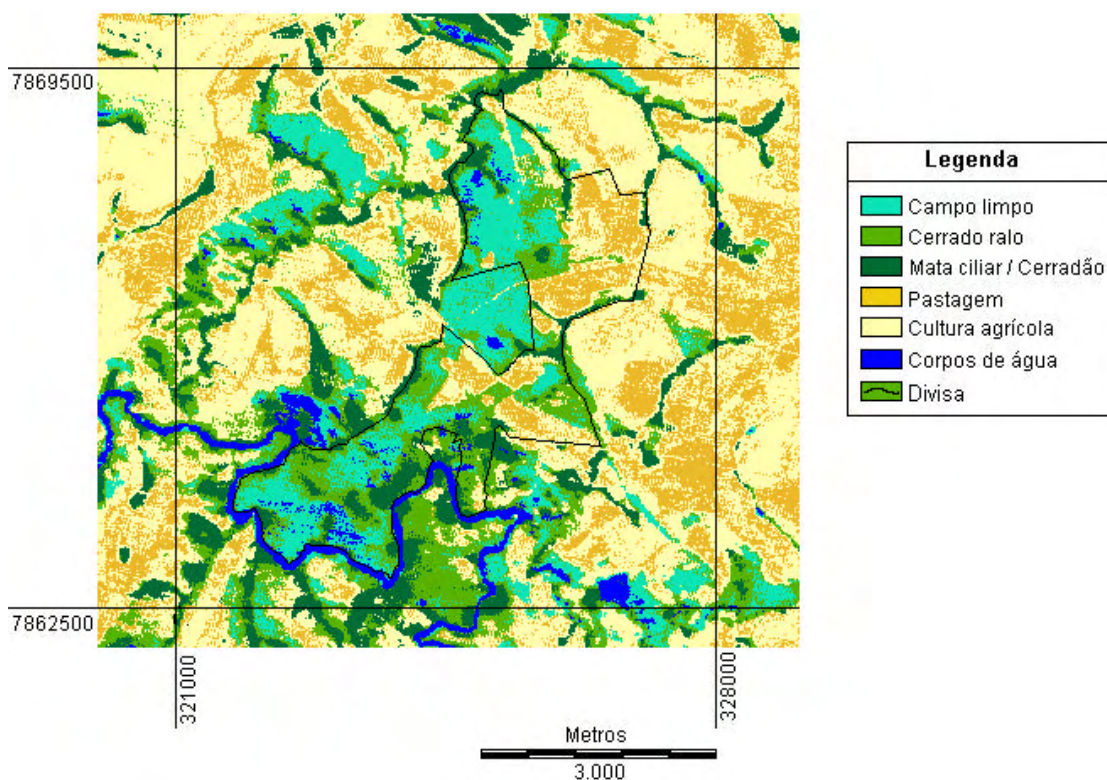 7869500
7862500
321000
328000
Legenda
Campo limpo
Cerrado ralo
Mata ciliar / Cerradão
Pastagem
Cultura agrícola
Corpos de água
Divisa
Metros
3.000